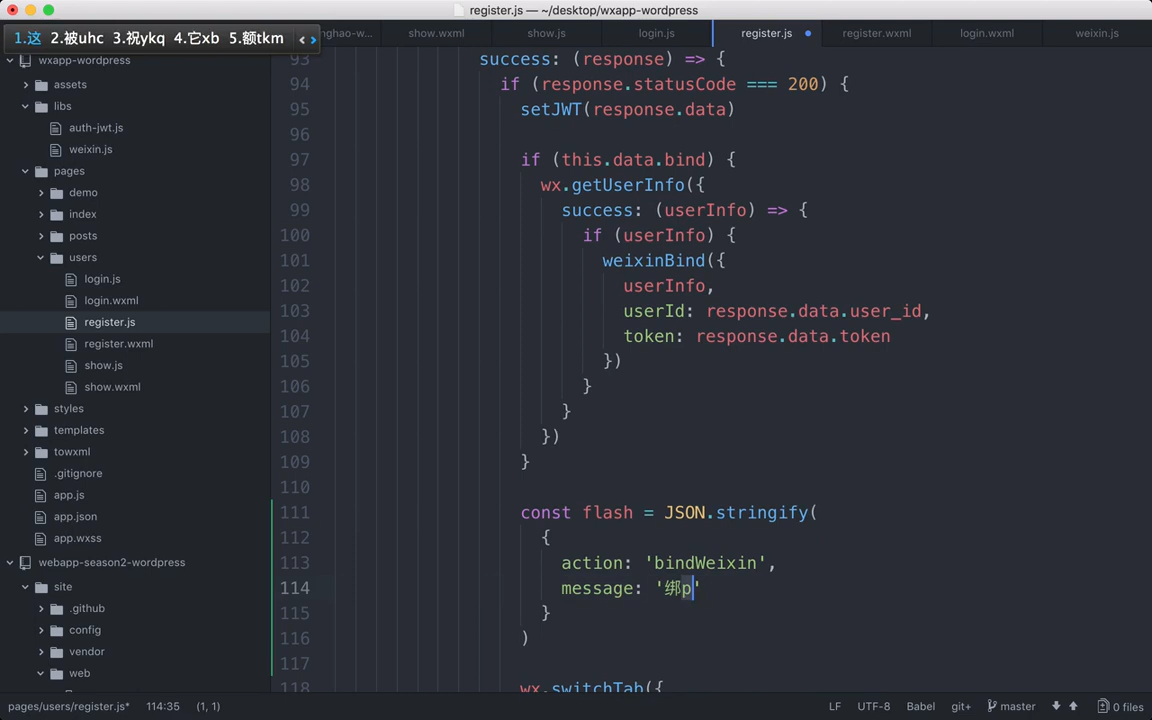 register.js — ~/desktop/wxapp-wordpress
1.这 2.被uhc 3.祝ykq 4.它xb 5.额tkm
show.wxml
show.js
login.js
register.js
register.wxml
login.wxml
weixin.js
wxapp-wordpress
assets
libs
auth-jwt.js
weixin.js
pages
demo
index
posts
users
login.js
login.wxml
register.js
register.wxml
show.js
show.wxml
styles
templates
towxml
.gitignore
app.js
app.json
app.wxss
webapp-season2-wordpress
site
.github
config
vendor
web
93 success: (response) => {
94 if (response.statusCode === 200) {
95 setJWT(response.data)
96
97 if (this.data.bind) {
98 wx.getUserInfo({
99 success: (userInfo) => {
100 if (userInfo) {
101 weixinBind({
102 userInfo,
103 userId: response.data.user_id,
104 token: response.data.token
105 })
106 }
107 }
108 })
109 }
110
111 const flash = JSON.stringify(
112 {
113 action: 'bindWeixin',
114 message: '绑p'
115 }
116 )
117
118 wx.switchTab({
pages/users/register.js* 114:35 (1, 1)
LF UTF-8 Babel git+ master 0 files